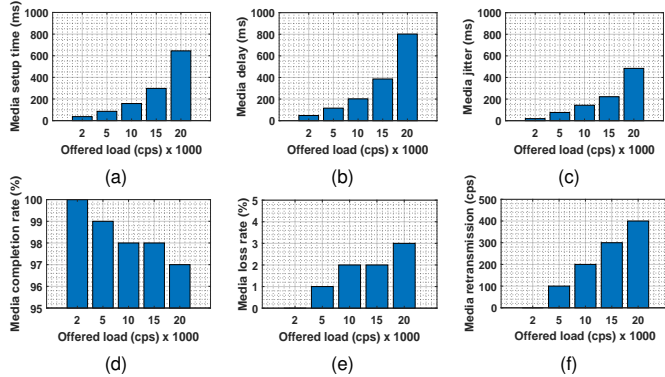 Media setup time (ms)
1000
800
600
400
200
0
2 5 10 15 20
Offered load (cps) x 1000
(a)
Media delay (ms)
1000
800
600
400
200
0
2 5 10 15 20
Offered load (cps) x 1000
(b)
Media jitter (ms)
1000
800
600
400
200
0
2 5 10 15 20
Offered load (cps) x 1000
(c)
Media completion rate (%)
100
99
98
97
96
95
2 5 10 15 20
Offered load (cps) x 1000
(d)
Media loss rate (%)
5
4
3
2
1
0
2 5 10 15 20
Offered load (cps) x 1000
(e)
Media retransmission (cps)
500
400
300
200
100
0
2 5 10 15 20
Offered load (cps) x 1000
(f)